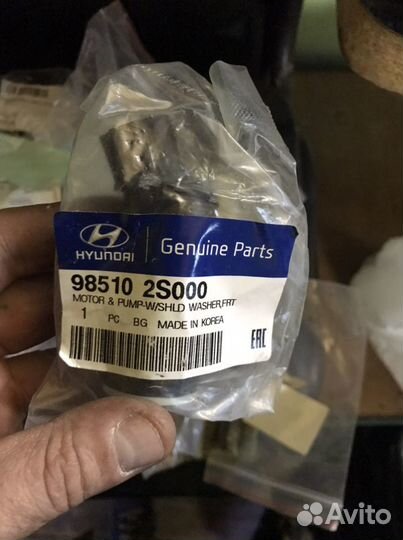 HYUNDAI
Genuine Parts
98510 2S000
MOTOR & PUMP-W/SHLD WASHER,FRT
1 PC BG MADE IN KOREA
EAC
Avito